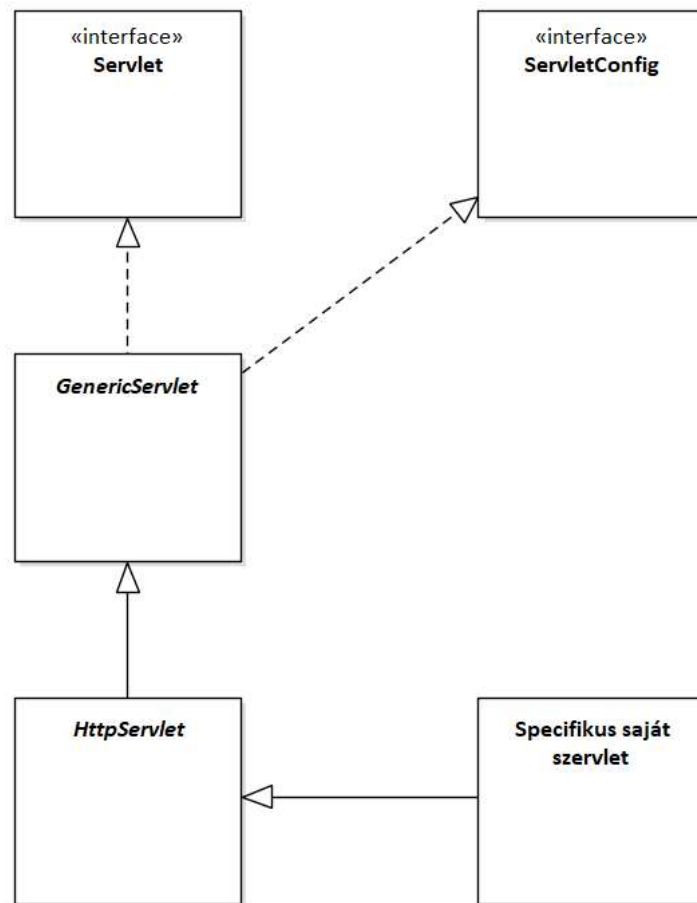 «interface»
Servlet
«interface»
ServletConfig
GenericServlet
HttpServlet
Specifikus saját
szervlet